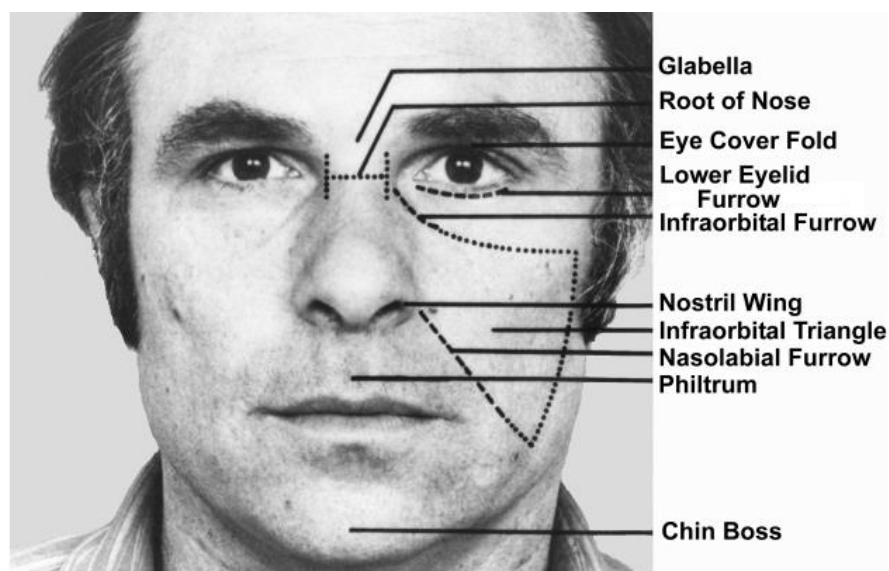 Glabella
Root of Nose
Eye Cover Fold
Lower Eyelid
Furrow
Infraorbital Furrow
Nostril Wing
Infraorbital Triangle
Nasolabial Furrow
Philtrum
Chin Boss